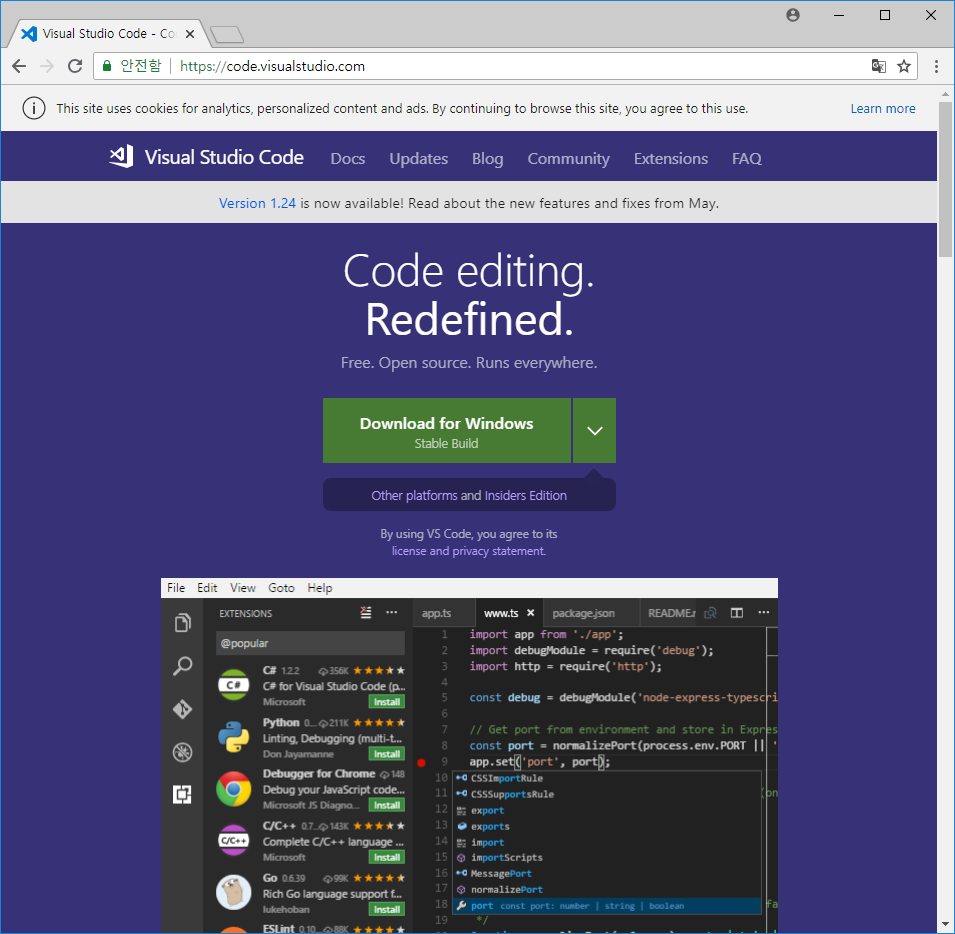 Visual Studio Code - Co
안전함 | https://code.visualstudio.com
This site uses cookies for analytics, personalized content and ads. By continuing to browse this site, you agree to this use. Learn more
Visual Studio Code Docs Updates Blog Community Extensions FAQ
Version 1.24 is now available! Read about the new features and fixes from May.
Code editing.
Redefined.
Free. Open source. Runs everywhere.
Download for Windows
Stable Build
Other platforms and Insiders Edition
By using VS Code, you agree to its
license and privacy statement.
File Edit View Goto Help
EXTENSIONS
@popular
C# 1.2.2 356K
C# for Visual Studio Code (p...
Microsoft Install
Python 0... 211K
Linting, Debugging (multi-t...
Don Jayamanne Install
Debugger for Chrome 148
Debug your JavaScript code...
Microsoft JS Diagno... Install
C/C++ 0.7... 143K
Complete C/C++ language ...
Microsoft Install
Go 0.6.39 99K
Rich Go language support f...
lukehoban Install
ESLint 0.10... 88K
app.ts www.ts package.json README.
1 import app from './app';
2 import debugModule = require('debug');
3 import http = require('http');
4
5 const debug = debugModule('node-express-typescri
6
7 // Get port from environment and store in Expres
8 const port = normalizePort(process.env.PORT || '
9 app.set('port', port);
10 CSSImportRule
11 CSSSupportsRule
12 export
13 exports
14 import
15 importScripts
16 MessagePort
17 normalizePort
18 port const port: number | string | boolean
19 */